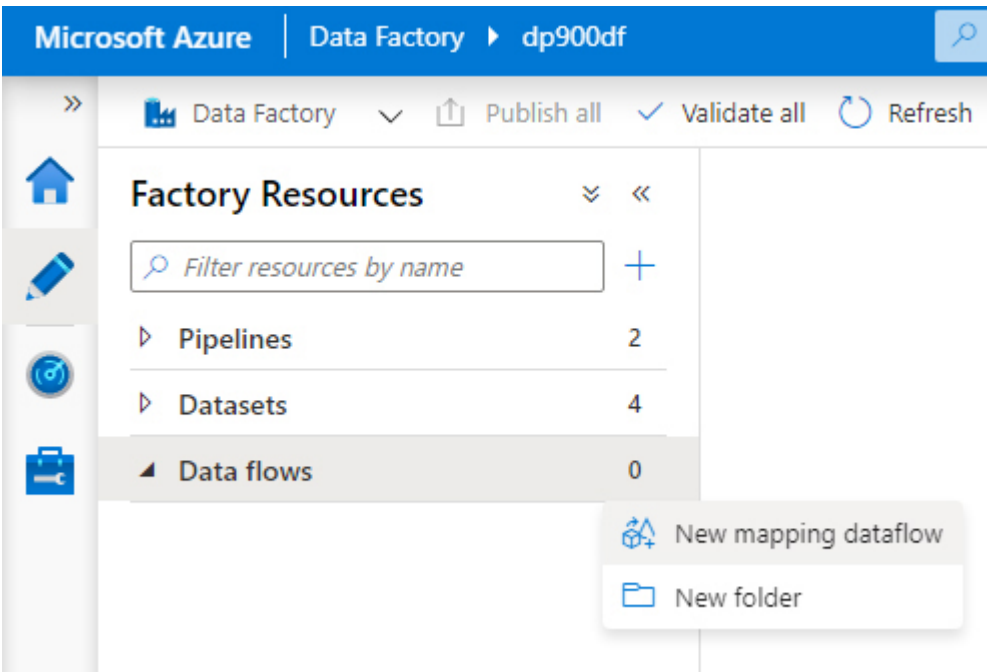 Microsoft Azure Data Factory dp900df
Data Factory Publish all Validate all Refresh
Factory Resources
Filter resources by name
Pipelines 2
Datasets 4
Data flows 0
New mapping dataflow
New folder